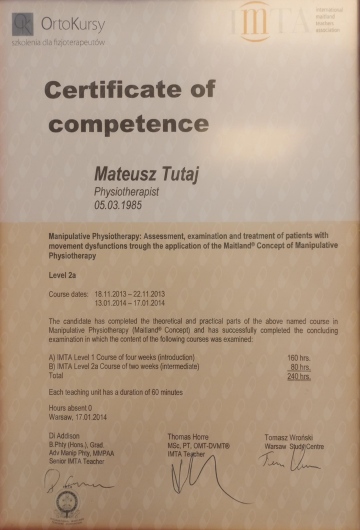 OrtoKursy
szkolenia dla fizjoterapeutów
IMTA
international
maitland
teachers
association
Certificate of
competence
Mateusz Tutaj
Physiotherapist
05.03.1985
Manipulative Physiotherapy: Assessment, examination and treatment of patients with
movement dysfunctions trough the application of the Maitland® Concept of Manipulative
Physiotherapy
Level 2a
Course dates: 18.11.2013 – 22.11.2013
13.01.2014 – 17.01.2014
The candidate has completed the theoretical and practical parts of the above named course in
Manipulative Physiotherapy (Maitland® Concept) and has successfully completed the concluding
examination in which the content of the following courses was examined:
A) IMTA Level 1 Course of four weeks (introduction) 160 hrs.
B) IMTA Level 2a Course of two weeks (intermediate) 80 hrs.
Total 240 hrs.
Each teaching unit has a duration of 60 minutes
Hours absent 0
Warsaw, 17.01.2014
Di Addison
B.Phty (Hons.), Grad.
Adv Manip Phty, MMPAA
Senior IMTA Teacher
Thomas Horre
MSc, PT, OMT-DVMT®
IMTA Teacher
Tomasz Wroński
Warsaw Studi Centre